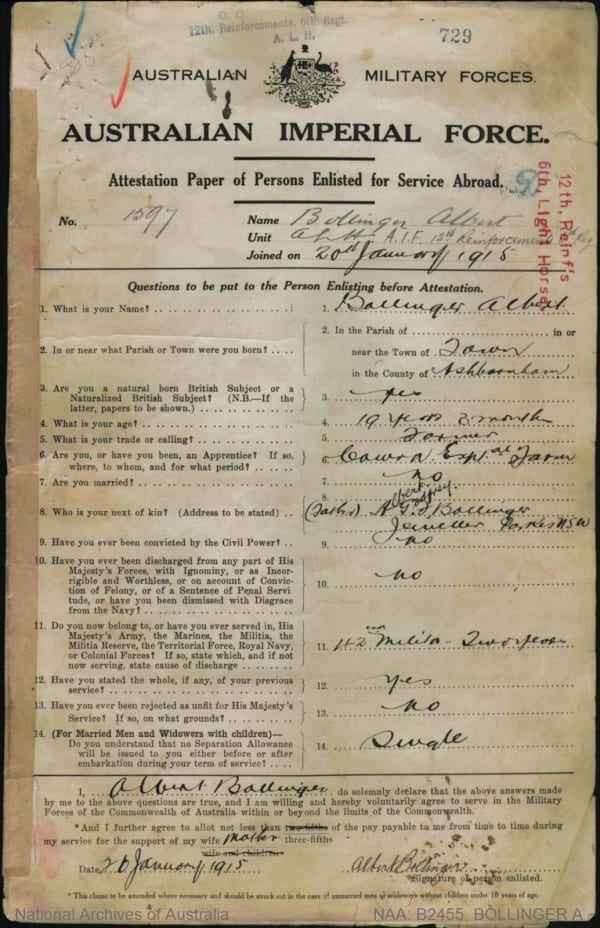 O. C.
12th. Reinforcements, 6th Regt.
A. L. H.
729
AUSTRALIAN MILITARY FORCES.
AUSTRALIAN IMPERIAL FORCE.
Attestation Paper of Persons Enlisted for Service Abroad.
12th, Reinf's
6th, Light Horse
No. 1597
Name Bollinger Albert
Unit A.L.H. A.I.F. 12th Reinforcements 6th Reg
Joined on 20th January 1915
Questions to be put to the Person Enlisting before Attestation.
1. What is your Name? 1. Bollinger Albert
2. In or near what Parish or Town were you born? 2. In the Parish of in or
near the Town of Town
in the County of Ashburnham
3. Are you a natural born British Subject or a
Naturalized British Subject? (N.B.—If the
latter, papers to be shown.) 3. yes
4. What is your age? 4. 19 years 2 months
5. What is your trade or calling? 5. Farmer
6. Are you, or have you been, an Apprentice? If so,
where, to whom, and for what period? 6. Cowra Exptal Farm
7. Are you married? 7. no
8. Who is your next of kin? (Address to be stated) 8. (Father) A G F Bollinger
Albert Godfrey
Jeweller Parkes NSW
9. Have you ever been convicted by the Civil Power? 9. no
10. Have you ever been discharged from any part of His
Majesty's Forces, with Ignominy, or as Incor-
rigible and Worthless, or on account of Convic-
tion of Felony, or of a Sentence of Penal Servi
tude, or have you been dismissed with Disgrace
from the Navy? 10. no
11. Do you now belong to, or have you ever served in, His
Majesty's Army, the Marines, the Militia, the
Militia Reserve, the Territorial Force, Royal Navy,
or Colonial Forces? If so, state which, and if not
now serving, state cause of discharge 11. 42 Milita - Two years
12. Have you stated the whole, if any, of your previous
service? 12. Yes
13. Have you ever been rejected as unfit for His Majesty's
Service? If so, on what grounds? 13. no
14. (For Married Men and Widowers with children)—
Do you understand that no Separation Allowance
will be issued to you either before or after
embarkation during your term of service? 14. Single
I, Albert Bollinger do solemnly declare that the above answers made
by me to the above questions are true, and I am willing and hereby voluntarily agree to serve in the Military
Forces of the Commonwealth of Australia within or beyond the limits of the Commonwealth.
*And I further agree to allot not less than two-fifths of the pay payable to me from time to time during
my service for the support of my wife mother three-fifths
wife and children
Date 20 January 1915 Albert Bollinger
Signature of person enlisted.
*This clause to be amended where necessary and should be struck out in the case of unmarried men or widowers without children under 18 years of age.
National Archives of Australia NAA: B2455, BOLLINGER A